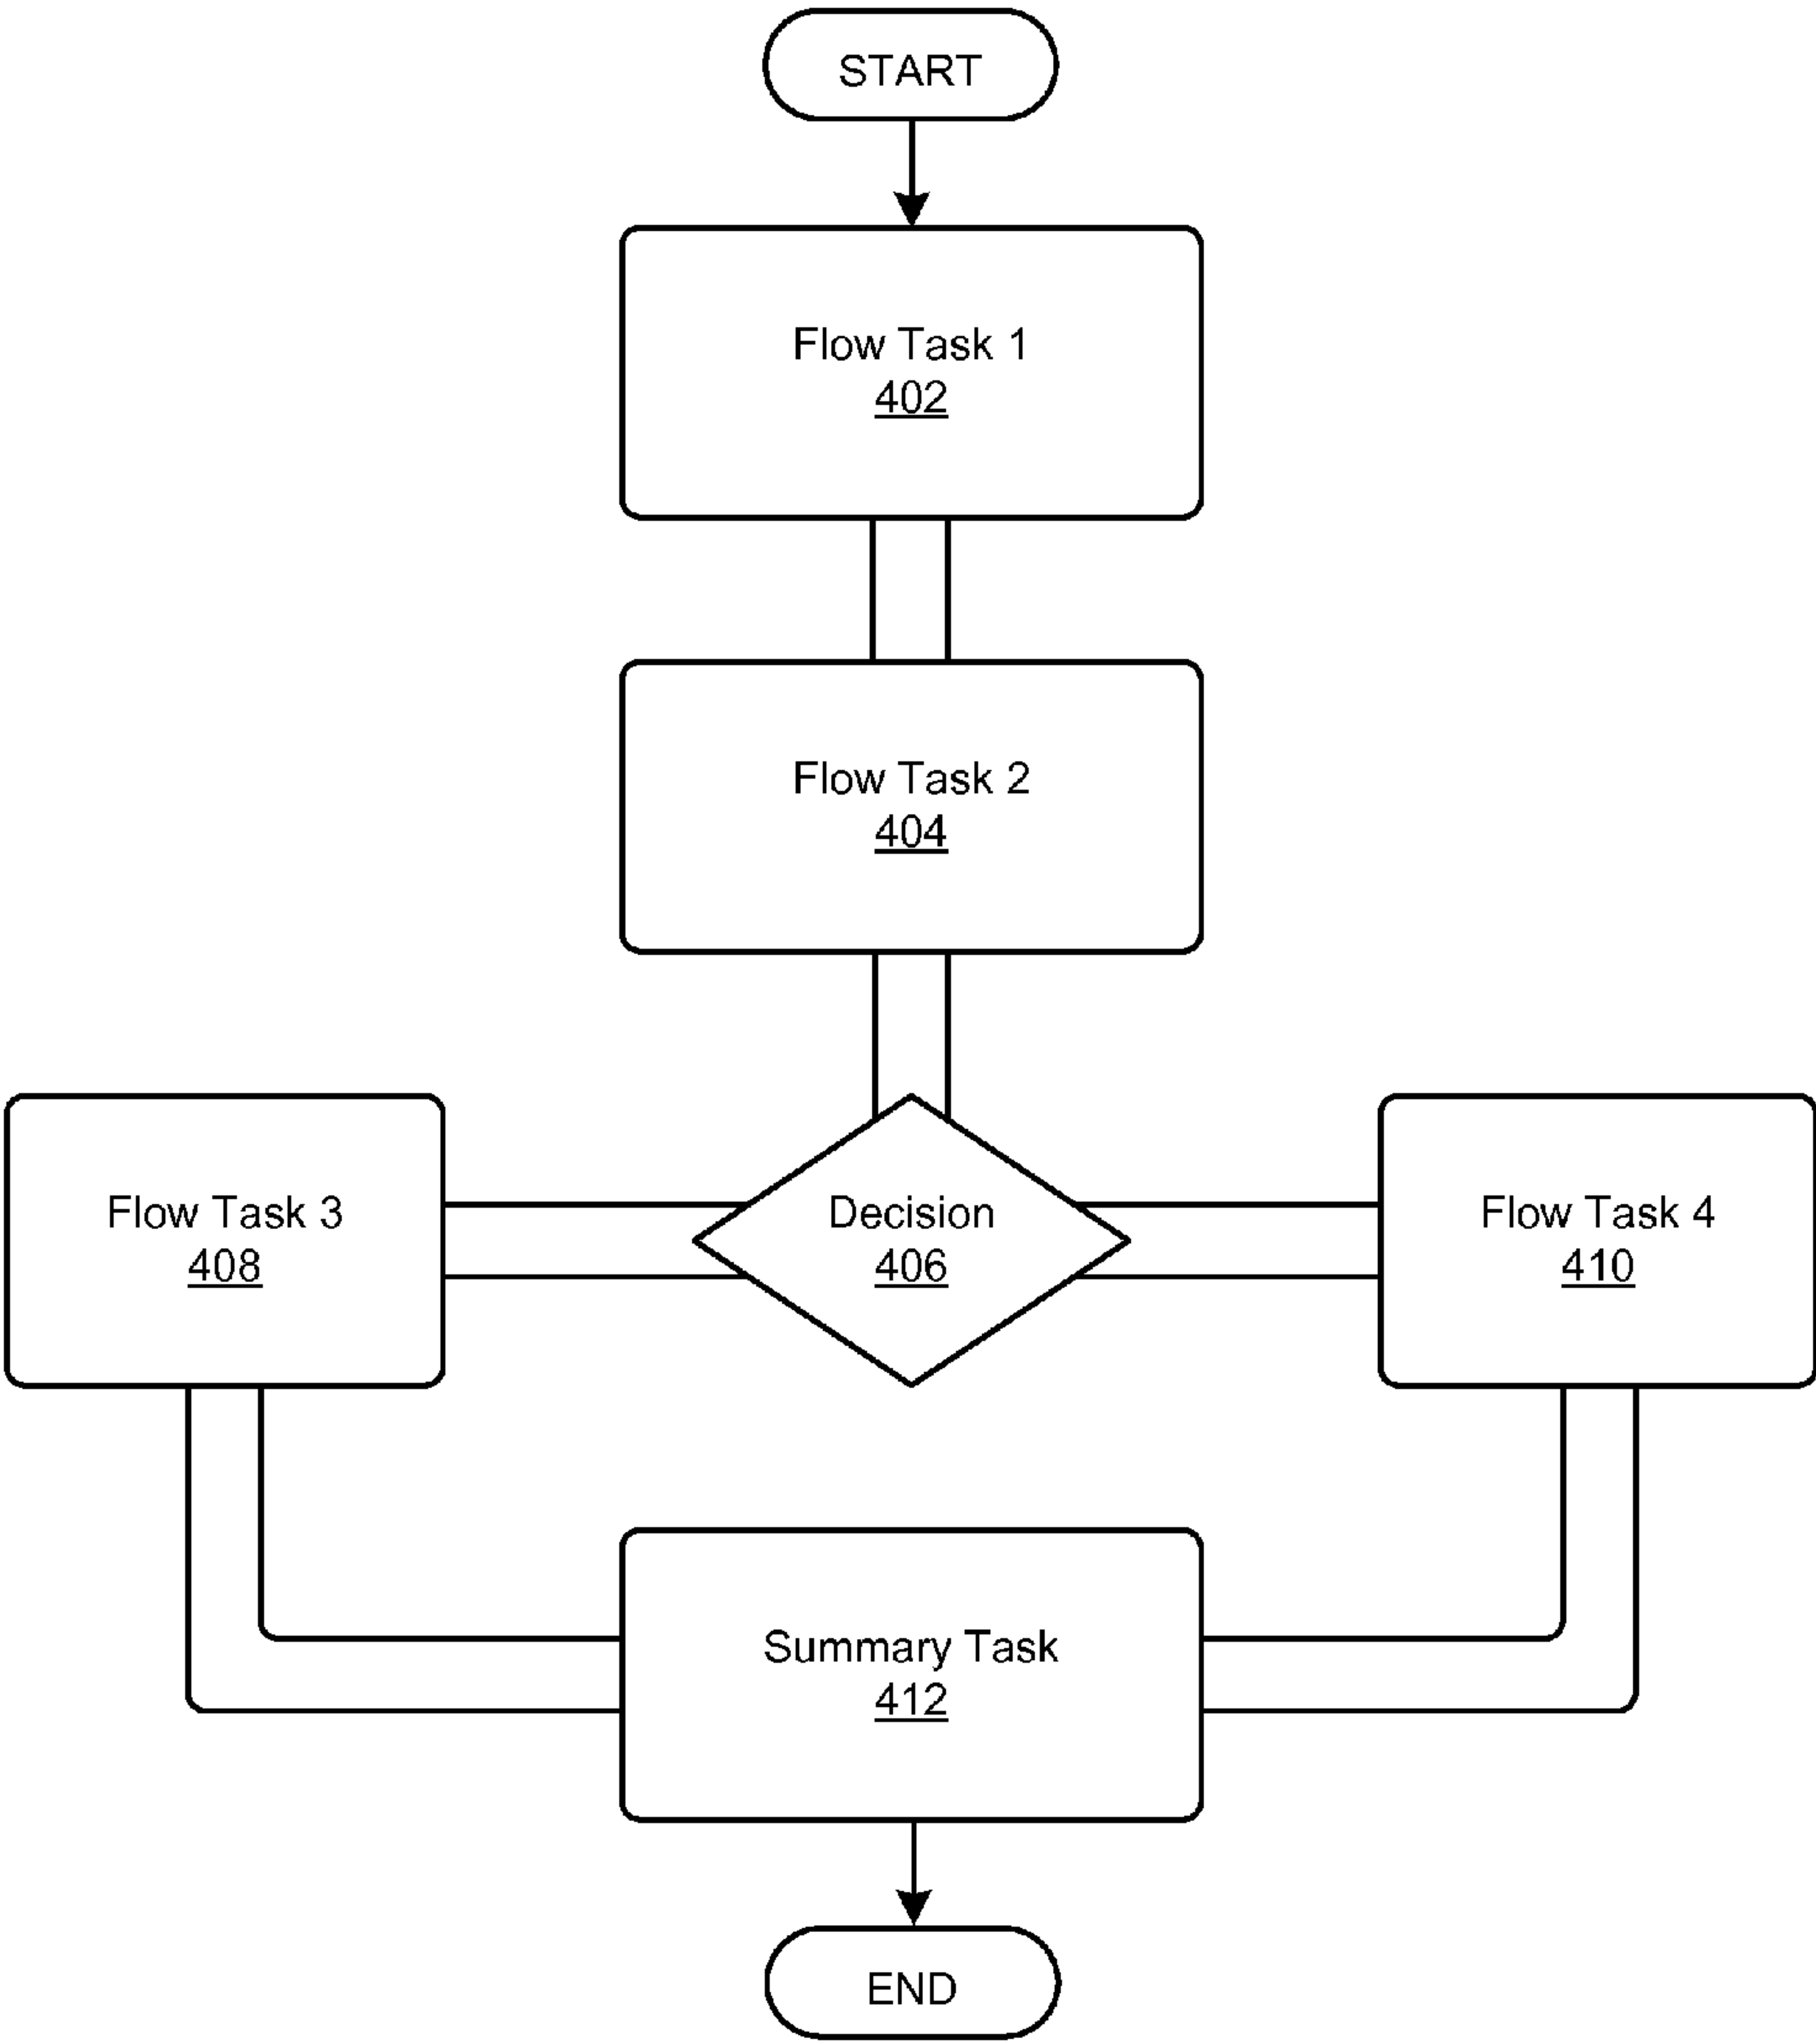 START
Flow Task 1
402
Flow Task 2
404
Flow Task 3
408
Decision
406
Flow Task 4
410
Summary Task
412
END